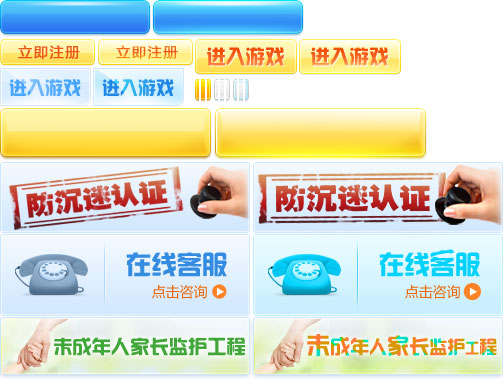 立即注册 立即注册 进入游戏 进入游戏
进入游戏 进入游戏
防沉迷认证 防沉迷认证
在线客服 在线客服
点击咨询 点击咨询
未成年人家长监护工程 未成年人家长监护工程